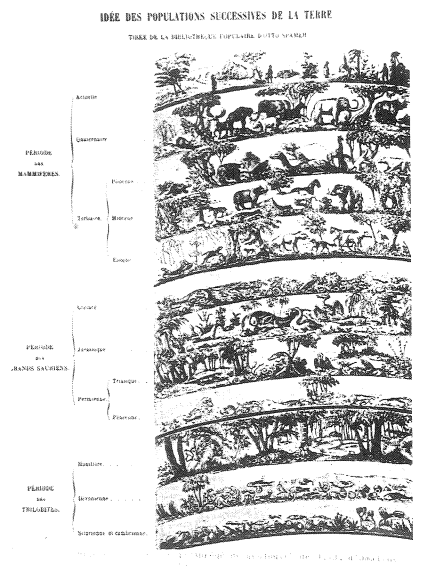 IDÉE DES POPULATIONS SUCCESSIVES DE LA TERRE
TIRÉE DE LA BIBLIOTHÈQUE POPULAIRE D'OTTO SPAMER
Actuelle
Quaternaire
PÉRIODE
DES
MAMMIFÈRES.
Pliocène
Tertiaire
Miocène
Eocène
Crétacé
PÉRIODE
DES
GRANDS SAURIENS.
Jurassique
Triasique
Permienne
Houillère
PÉRIODE
DES
TRILOBITES.
Dévonienne
Silurienne et cambrienne